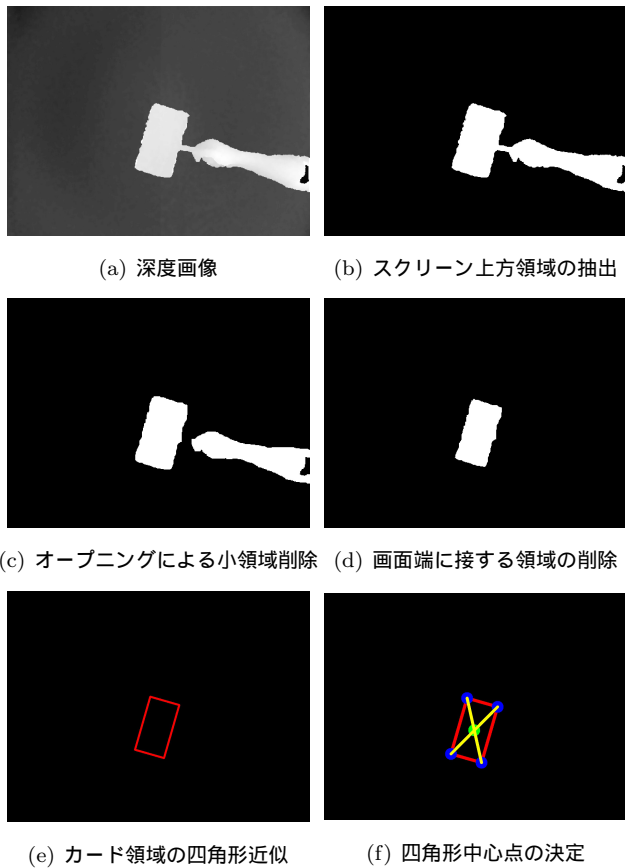 (a) 深度画像
(b) スクリーン上方領域の抽出
(c) オープニングによる小領域削除
(d) 画面端に接する領域の削除
(e) カード領域の四角形近似
(f) 四角形中心点の決定